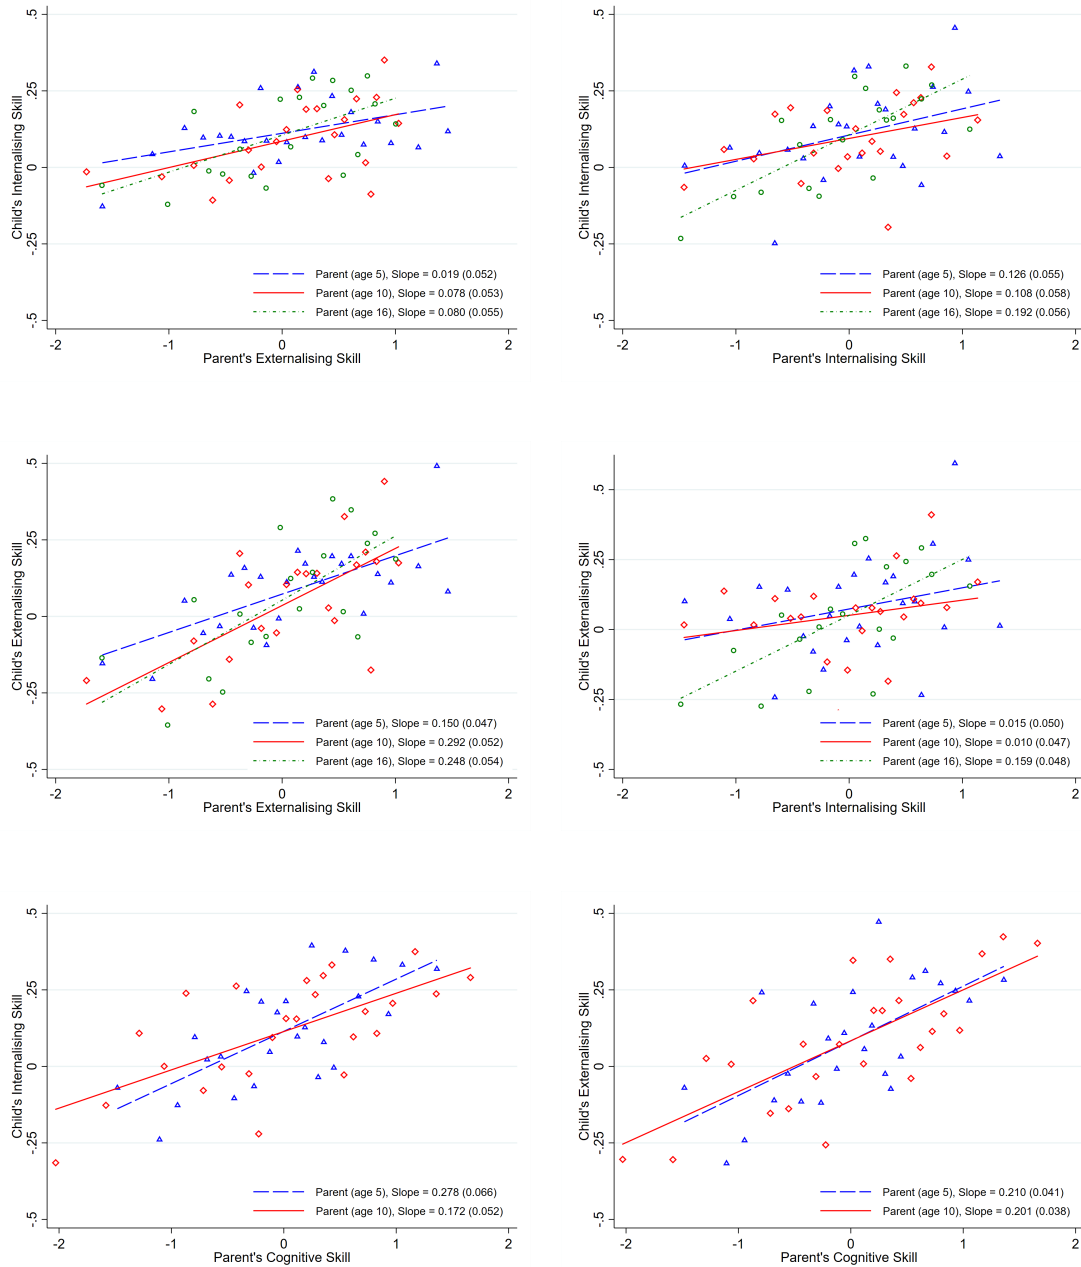 .5
.25
0
-.25
-.5
Child's Internalising Skill
Parent (age 5), Slope = 0.019 (0.052)
Parent (age 10), Slope = 0.078 (0.053)
Parent (age 16), Slope = 0.080 (0.055)
-2 -1 0 1 2
Parent's Externalising Skill
.5
.25
0
-.25
-.5
Child's Internalising Skill
Parent (age 5), Slope = 0.126 (0.055)
Parent (age 10), Slope = 0.108 (0.058)
Parent (age 16), Slope = 0.192 (0.056)
-2 -1 0 1 2
Parent's Internalising Skill
.5
.25
0
-.25
-.5
Child's Externalising Skill
Parent (age 5), Slope = 0.150 (0.047)
Parent (age 10), Slope = 0.292 (0.052)
Parent (age 16), Slope = 0.248 (0.054)
-2 -1 0 1 2
Parent's Externalising Skill
.5
.25
0
-.25
-.5
Child's Externalising Skill
Parent (age 5), Slope = 0.015 (0.050)
Parent (age 10), Slope = 0.010 (0.047)
Parent (age 16), Slope = 0.159 (0.048)
-2 -1 0 1 2
Parent's Internalising Skill
.5
.25
0
-.25
-.5
Child's Internalising Skill
Parent (age 5), Slope = 0.278 (0.066)
Parent (age 10), Slope = 0.172 (0.052)
-2 -1 0 1 2
Parent's Cognitive Skill
.5
.25
0
-.25
-.5
Child's Externalising Skill
Parent (age 5), Slope = 0.210 (0.041)
Parent (age 10), Slope = 0.201 (0.038)
-2 -1 0 1 2
Parent's Cognitive Skill